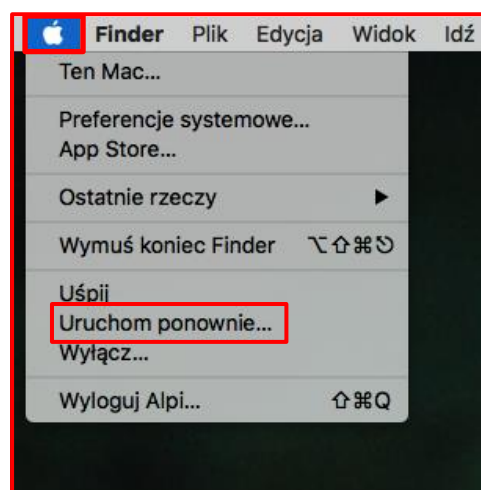 Finder Plik Edycja Widok Idź
Ten Mac...
Preferencje systemowe...
App Store...
Ostatnie rzeczy ▶
Wymuś koniec Finder ⌥⇧⌘⎋
Uśpij
Uruchom ponownie...
Wyłącz...
Wyloguj Alpi... ⇧⌘Q